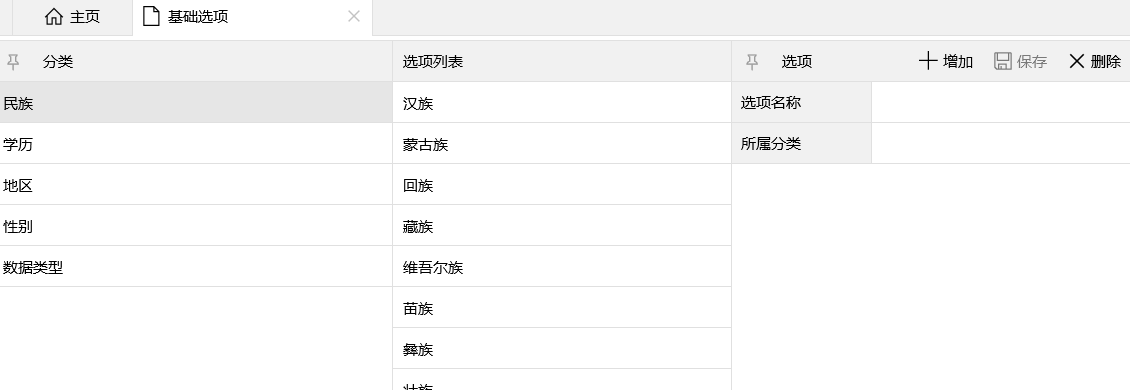 主页
基础选项
分类
选项列表
选项
增加
保存
删除
民族
汉族
选项名称
学历
蒙古族
所属分类
地区
回族
性别
藏族
数据类型
维吾尔族
苗族
彝族